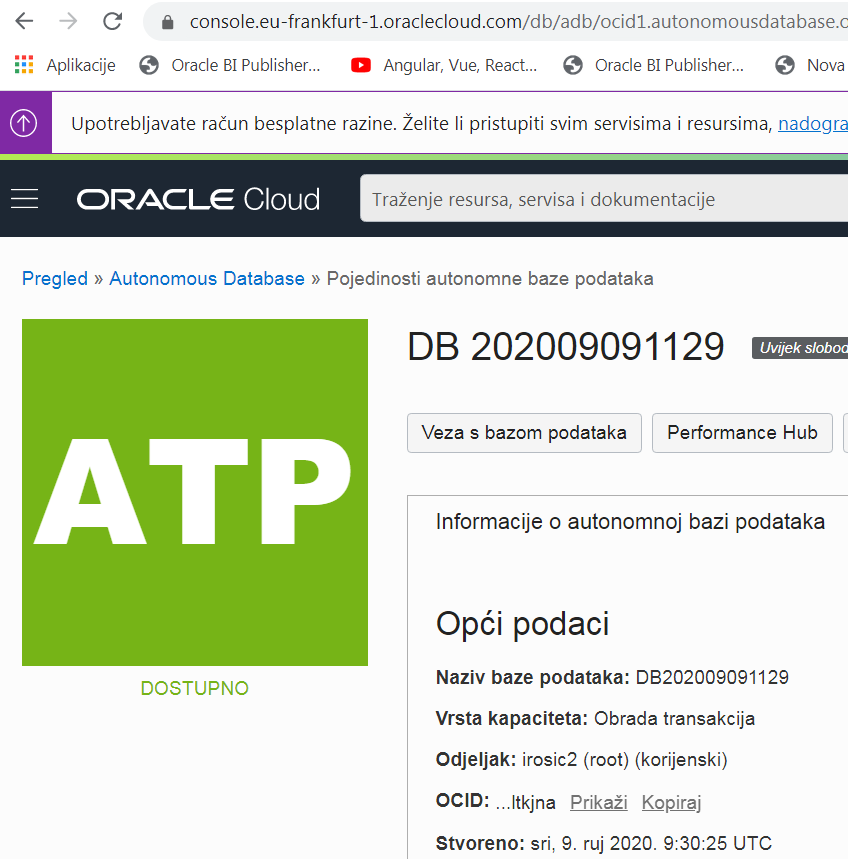 console.eu-frankfurt-1.oraclecloud.com/db/adb/ocid1.autonomousdatabase.o
Aplikacije Oracle BI Publisher... Angular, Vue, React... Oracle BI Publisher... Nova
Upotrebljavate račun besplatne razine. Želite li pristupiti svim servisima i resursima, nadogra
ORACLE Cloud Traženje resursa, servisa i dokumentacije
Pregled » Autonomous Database » Pojedinosti autonomne baze podataka
ATP
DOSTUPNO
DB 202009091129 Uvijek slobod
Veza s bazom podataka Performance Hub
Informacije o autonomnoj bazi podataka
Opći podaci
Naziv baze podataka: DB202009091129
Vrsta kapaciteta: Obrada transakcija
Odjeljak: irosic2 (root) (korijenski)
OCID: ...ltkjna Prikaži Kopiraj
Stvoreno: sri, 9. ruj 2020. 9:30:25 UTC